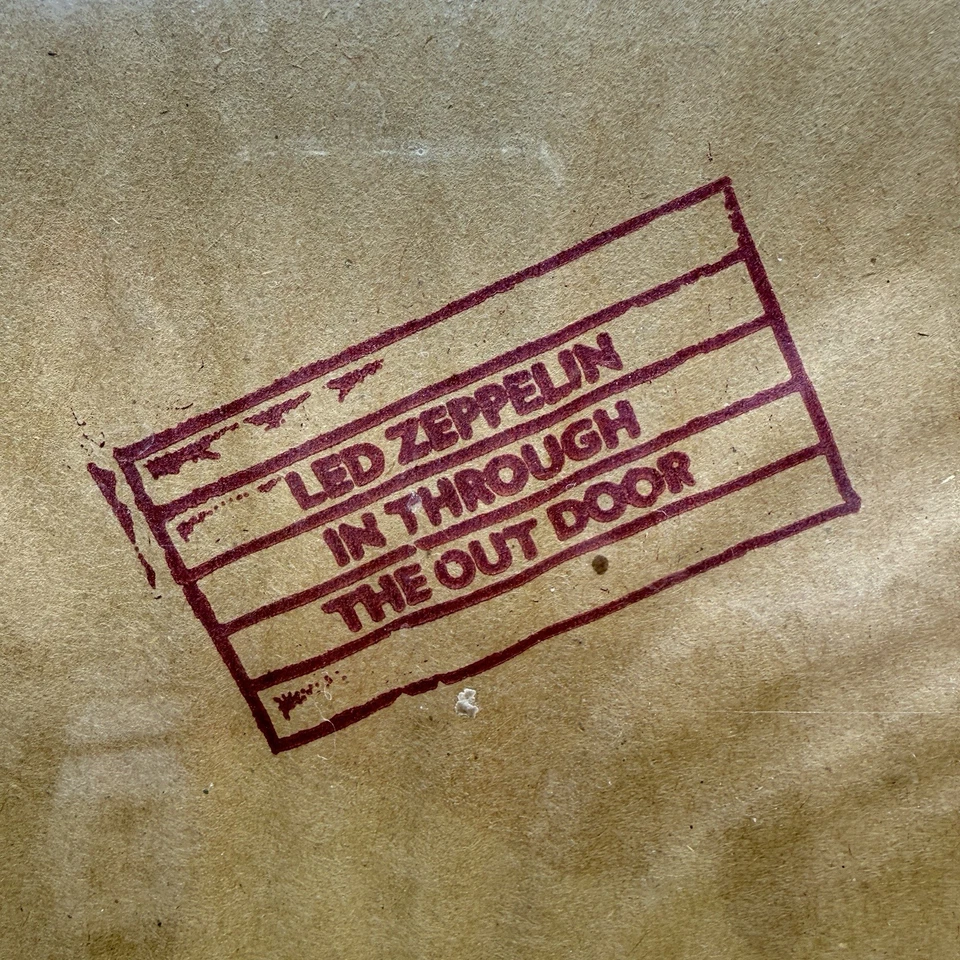 LED ZEPPELIN
IN THROUGH
THE OUT DOOR